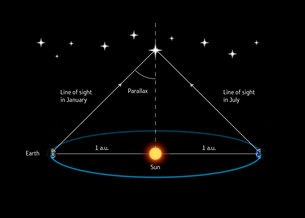 Line of sight
in January
Parallax
Line of sight
in July
Earth
1 a.u.
1 a.u.
Sun